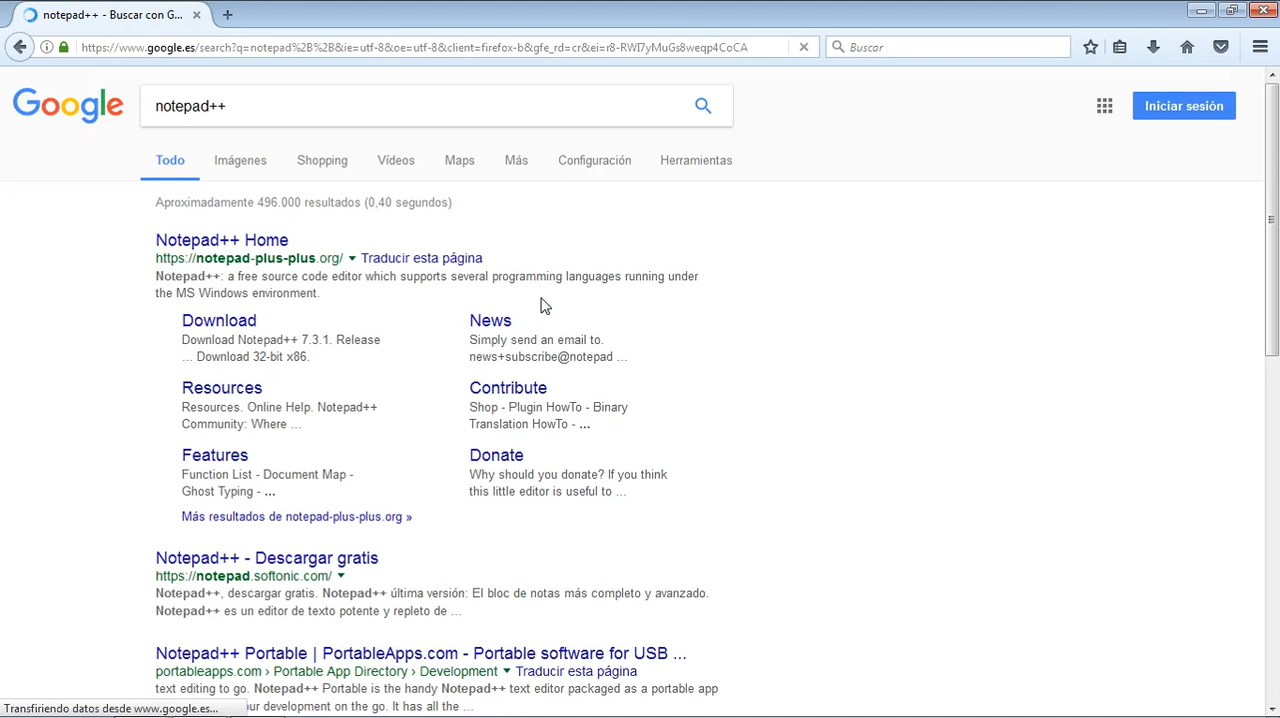 notepad++ - Buscar con G...
https://www.google.es/search?q=notepad%2B%2B&ie=utf-8&oe=utf-8&client=firefox-b&gfe_rd=cr&ei=r8-RWI7yMuGs8weqp4CoCA
Buscar
Google
notepad++
Iniciar sesión
Todo Imágenes Shopping Vídeos Maps Más Configuración Herramientas
Aproximadamente 496.000 resultados (0,40 segundos)
Notepad++ Home
https://notepad-plus-plus.org/ Traducir esta página
Notepad++: a free source code editor which supports several programming languages running under
the MS Windows environment.
Download
Download Notepad++ 7.3.1. Release
... Download 32-bit x86.
News
Simply send an email to.
news+subscribe@notepad ...
Resources
Resources. Online Help. Notepad++
Community: Where ...
Contribute
Shop - Plugin HowTo - Binary
Translation HowTo - ...
Features
Function List - Document Map -
Ghost Typing - ...
Donate
Why should you donate? If you think
this little editor is useful to ...
Más resultados de notepad-plus-plus.org »
Notepad++ - Descargar gratis
https://notepad.softonic.com/
Notepad++, descargar gratis. Notepad++ última versión: El bloc de notas más completo y avanzado.
Notepad++ es un editor de texto potente y repleto de ...
Notepad++ Portable | PortableApps.com - Portable software for USB ...
portableapps.com › Portable App Directory › Development Traducir esta página
text editing to go. Notepad++ Portable is the handy Notepad++ text editor packaged as a portable app
our development on the go. It has all the ...
Transfiriendo datos desde www.google.es...